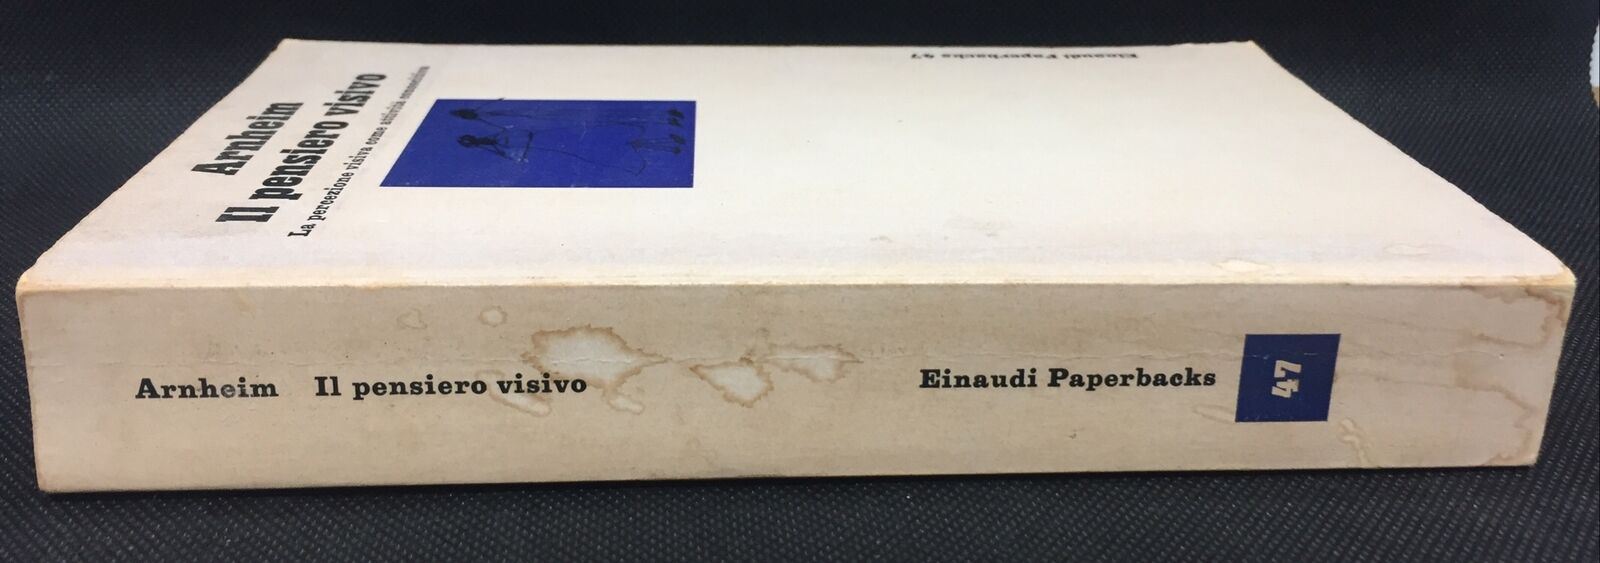 Arnheim
Il pensiero visivo
La percezione visiva come attività conoscitiva
Einaudi Paperbacks 47
Arnheim Il pensiero visivo
Einaudi Paperbacks
47